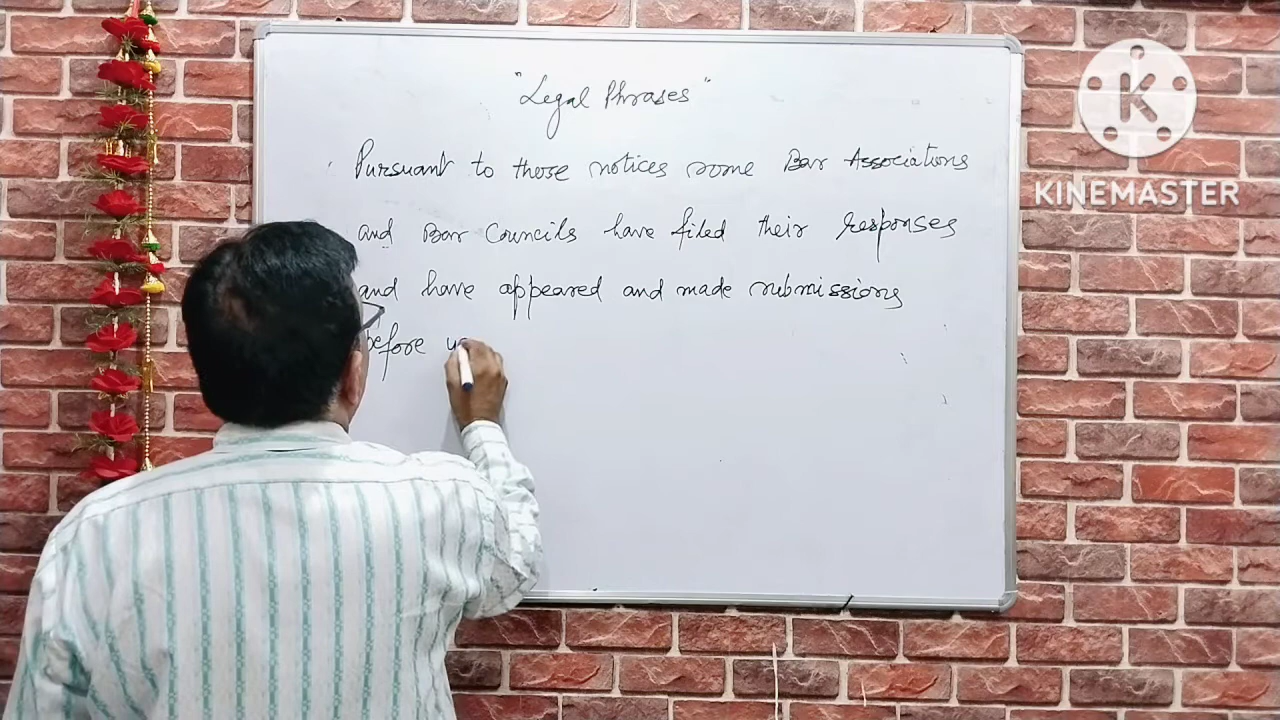 "Legal Phrases"
Pursuant to those notices some Bar Associations
and Bar Councils have filed their responses
and have appeared and made submissions
before
K
KINEMASTER